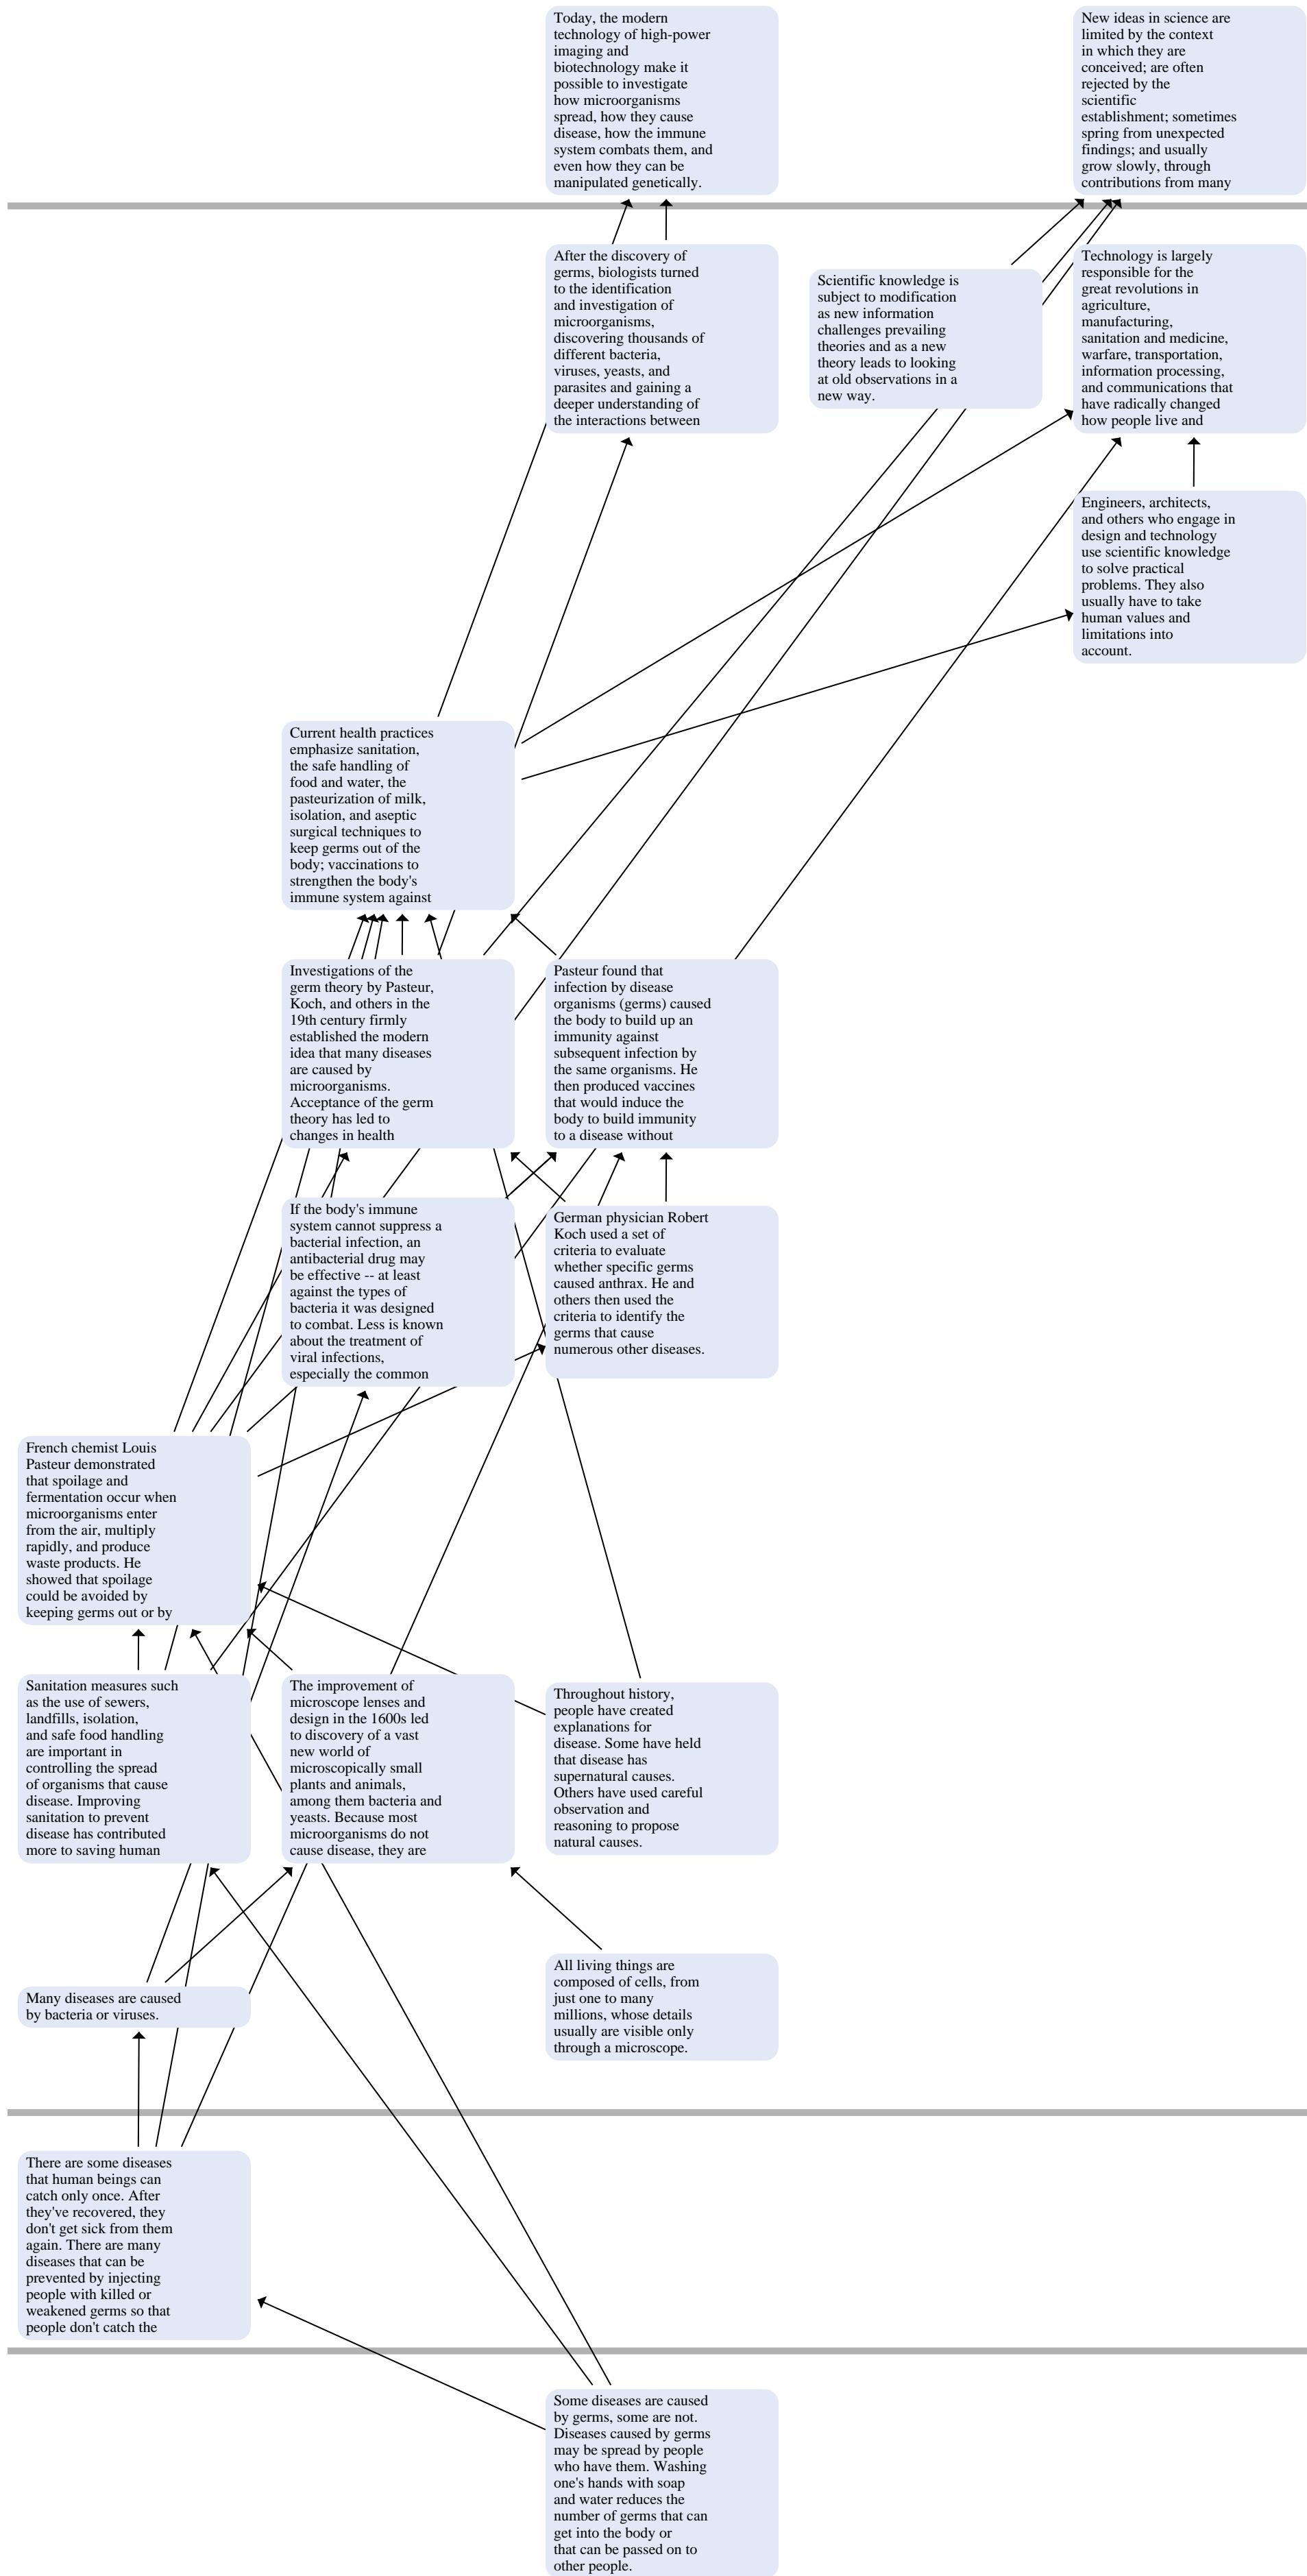 Today, the modern
technology of high-power
imaging and
biotechnology make it
possible to investigate
how microorganisms
spread, how they cause
disease, how the immune
system combats them, and
even how they can be
manipulated genetically.
New ideas in science are
limited by the context
in which they are
conceived; are often
rejected by the
scientific
establishment; sometimes
spring from unexpected
findings; and usually
grow slowly, through
contributions from many
After the discovery of
germs, biologists turned
to the identification
and investigation of
microorganisms,
discovering thousands of
different bacteria,
viruses, yeasts, and
parasites and gaining a
deeper understanding of
the interactions between
Scientific knowledge is
subject to modification
as new information
challenges prevailing
theories and as a new
theory leads to looking
at old observations in a
new way.
Technology is largely
responsible for the
great revolutions in
agriculture,
manufacturing,
sanitation and medicine,
warfare, transportation,
information processing,
and communications that
have radically changed
how people live and
Engineers, architects,
and others who engage in
design and technology
use scientific knowledge
to solve practical
problems. They also
usually have to take
human values and
limitations into
account.
Current health practices
emphasize sanitation,
the safe handling of
food and water, the
pasteurization of milk,
isolation, and aseptic
surgical techniques to
keep germs out of the
body; vaccinations to
strengthen the body's
immune system against
Investigations of the
germ theory by Pasteur,
Koch, and others in the
19th century firmly
established the modern
idea that many diseases
are caused by
microorganisms.
Acceptance of the germ
theory has led to
changes in health
Pasteur found that
infection by disease
organisms (germs) caused
the body to build up an
immunity against
subsequent infection by
the same organisms. He
then produced vaccines
that would induce the
body to build immunity
to a disease without
If the body's immune
system cannot suppress a
bacterial infection, an
antibacterial drug may
be effective -- at least
against the types of
bacteria it was designed
to combat. Less is known
about the treatment of
viral infections,
especially the common
German physician Robert
Koch used a set of
criteria to evaluate
whether specific germs
caused anthrax. He and
others then used the
criteria to identify the
germs that cause
numerous other diseases.
French chemist Louis
Pasteur demonstrated
that spoilage and
fermentation occur when
microorganisms enter
from the air, multiply
rapidly, and produce
waste products. He
showed that spoilage
could be avoided by
keeping germs out or by
Sanitation measures such
as the use of sewers,
landfills, isolation,
and safe food handling
are important in
controlling the spread
of organisms that cause
disease. Improving
sanitation to prevent
disease has contributed
more to saving human
The improvement of
microscope lenses and
design in the 1600s led
to discovery of a vast
new world of
microscopically small
plants and animals,
among them bacteria and
yeasts. Because most
microorganisms do not
cause disease, they are
Throughout history,
people have created
explanations for
disease. Some have held
that disease has
supernatural causes.
Others have used careful
observation and
reasoning to propose
natural causes.
Many diseases are caused
by bacteria or viruses.
All living things are
composed of cells, from
just one to many
millions, whose details
usually are visible only
through a microscope.
There are some diseases
that human beings can
catch only once. After
they've recovered, they
don't get sick from them
again. There are many
diseases that can be
prevented by injecting
people with killed or
weakened germs so that
people don't catch the
Some diseases are caused
by germs, some are not.
Diseases caused by germs
may be spread by people
who have them. Washing
one's hands with soap
and water reduces the
number of germs that can
get into the body or
that can be passed on to
other people.